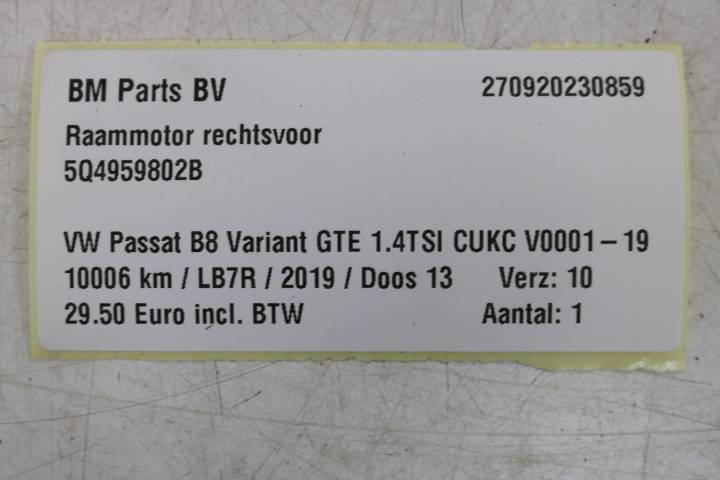 BM Parts BV 270920230859
Raammotor rechtsvoor
5Q4959802B
VW Passat B8 Variant GTE 1.4TSI CUKC V0001-19
10006 km / LB7R / 2019 / Doos 13 Verz: 10
29.50 Euro incl. BTW Aantal: 1